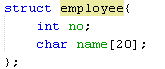 struct employee{
    int no;
    char name[20];
};